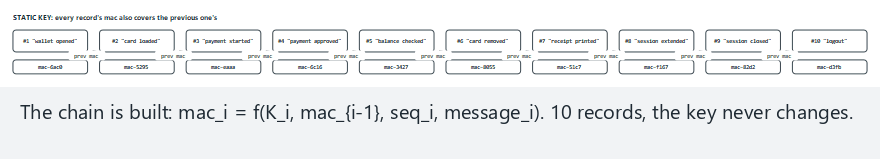 STATIC KEY: every record's mac also covers the previous one's
#1 "wallet opened" #2 "card loaded" #3 "payment started" #4 "payment approved" #5 "balance checked" #6 "card removed" #7 "receipt printed" #8 "session extended" #9 "session closed" #10 "logout"
prev mac prev mac prev mac prev mac prev mac prev mac prev mac prev mac prev mac
mac-6ac0 mac-5295 mac-eaaa mac-6c16 mac-3427 mac-8055 mac-51c7 mac-f167 mac-82d2 mac-d3fb
The chain is built: mac_i = f(K_i, mac_{i-1}, seq_i, message_i). 10 records, the key never changes.